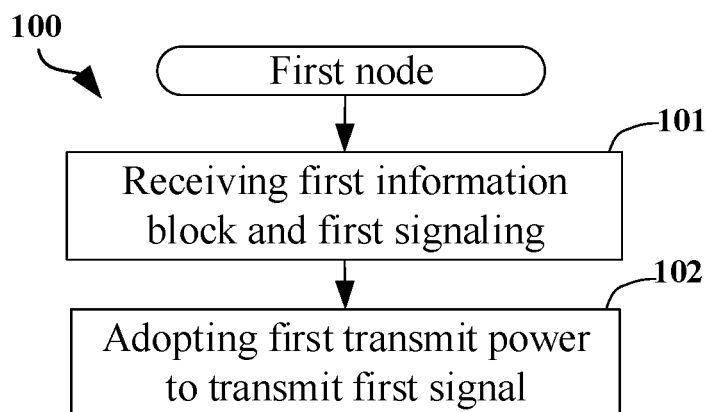 100
First node
101
Receiving first information
block and first signaling
102
Adopting first transmit power
to transmit first signal